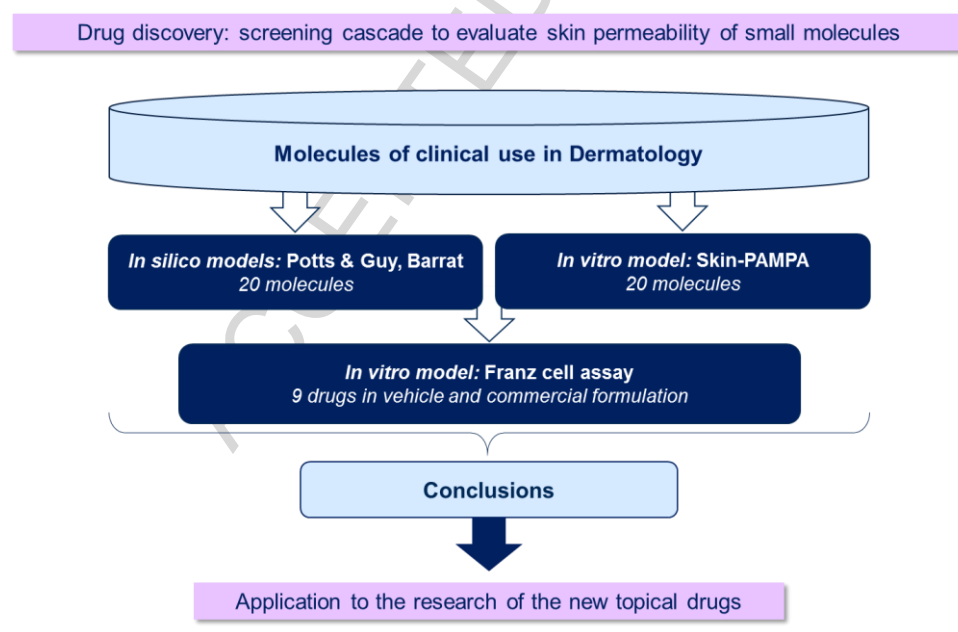 Drug discovery: screening cascade to evaluate skin permeability of small molecules
Molecules of clinical use in Dermatology
In silico models: Potts & Guy, Barrat
20 molecules
In vitro model: Skin-PAMPA
20 molecules
In vitro model: Franz cell assay
9 drugs in vehicle and commercial formulation
Conclusions
Application to the research of the new topical drugs